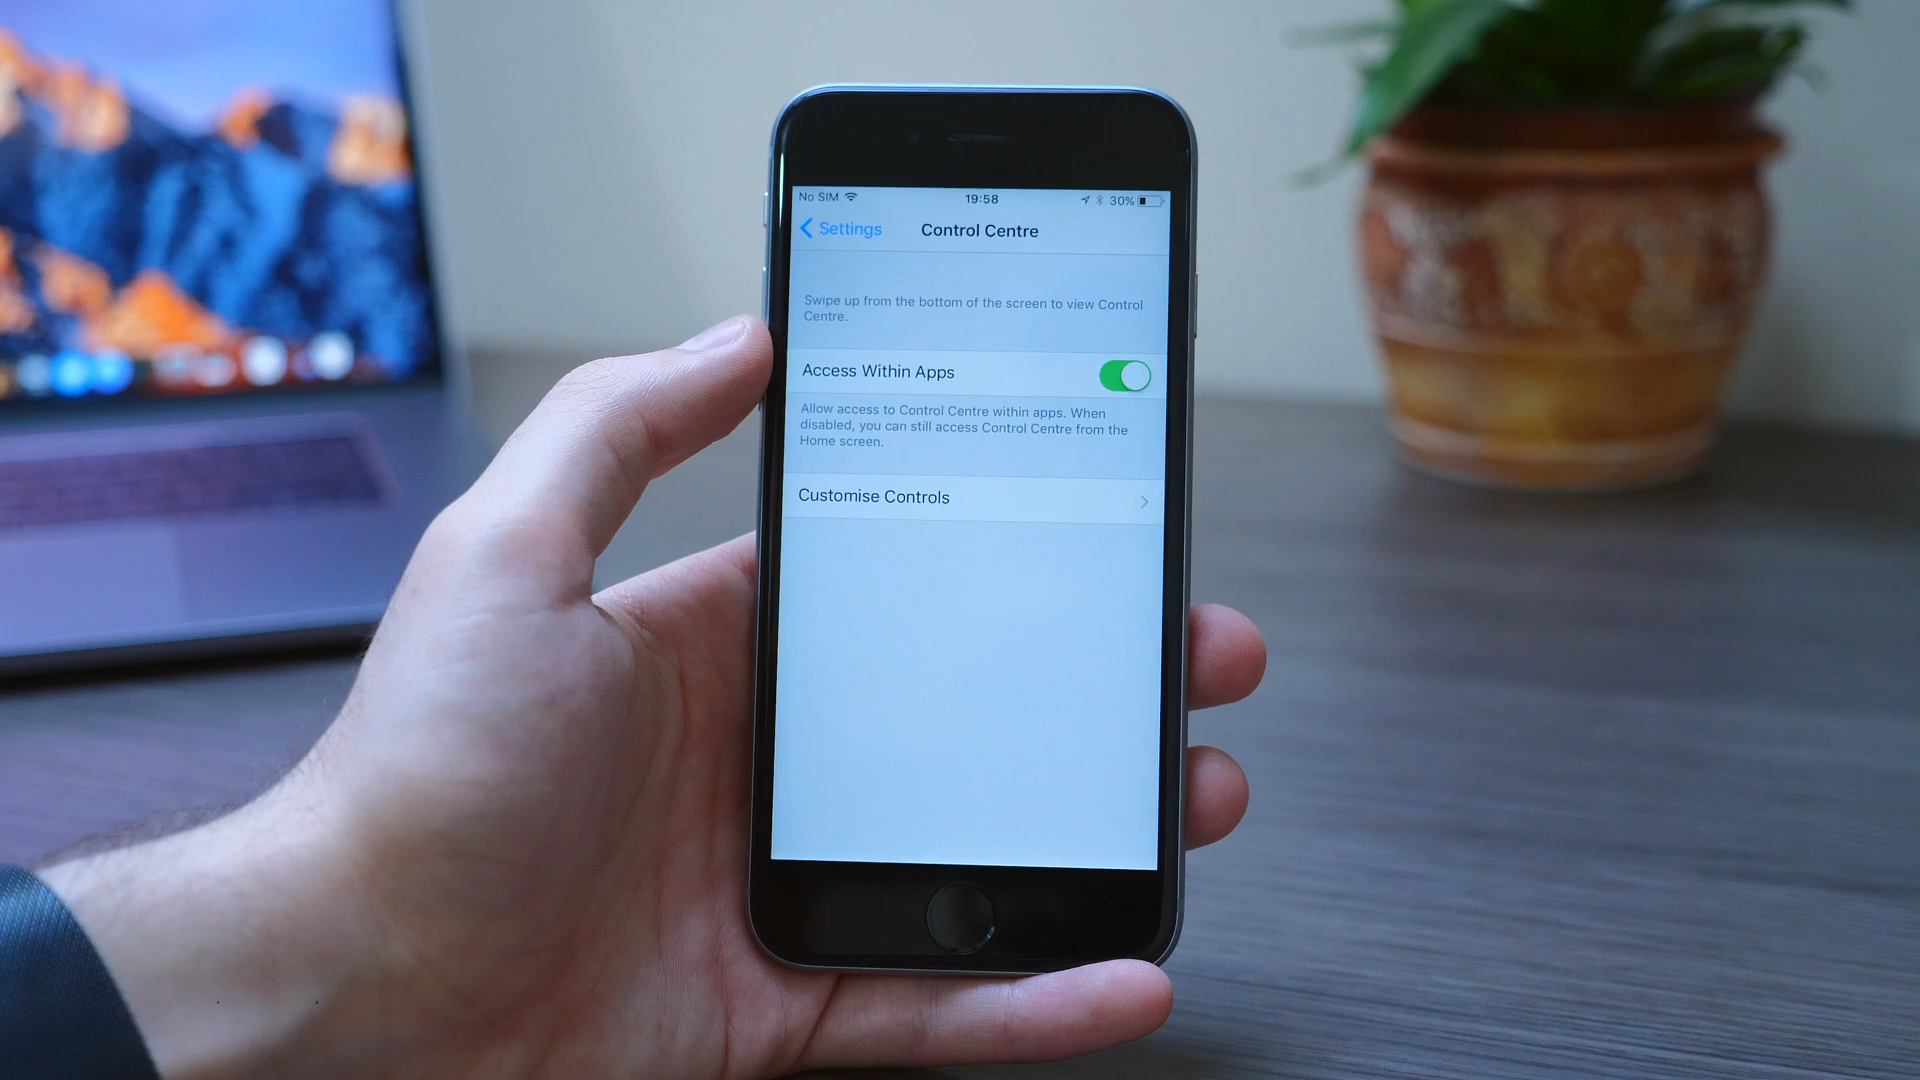 No SIM 19:58 30%
Settings Control Centre
Swipe up from the bottom of the screen to view Control
Centre.
Access Within Apps
Allow access to Control Centre within apps. When
disabled, you can still access Control Centre from the
Home screen.
Customise Controls